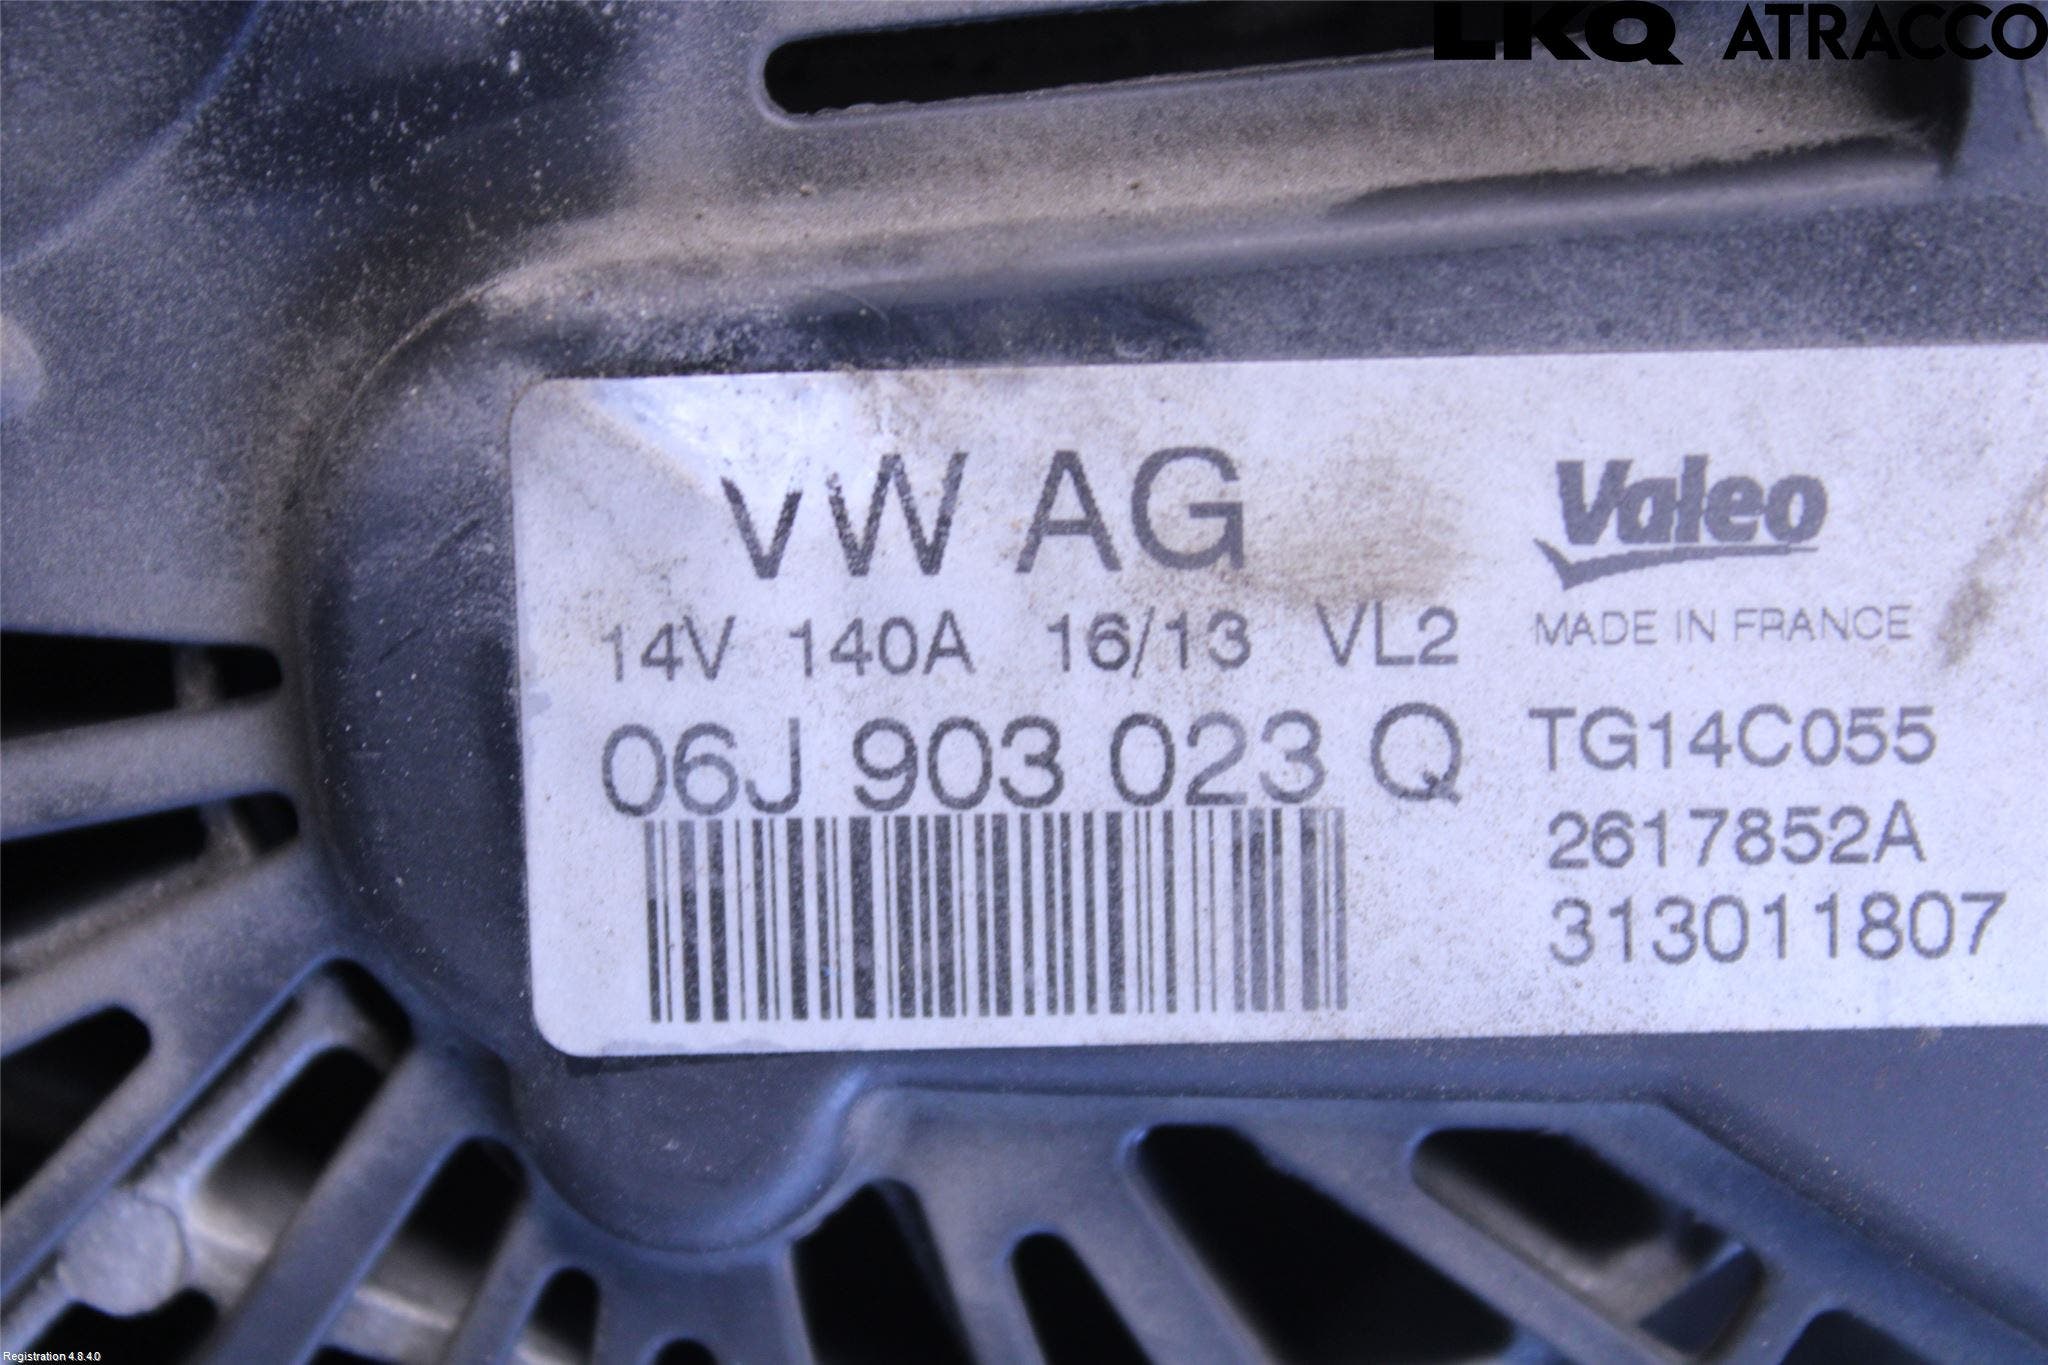 LKQ ATRACCO
VW AG
Valeo
14V 140A 16/13 VL2
MADE IN FRANCE
06J 903 023 Q
TG14C055
2617852A
313011807
Registration 4.8.4.0